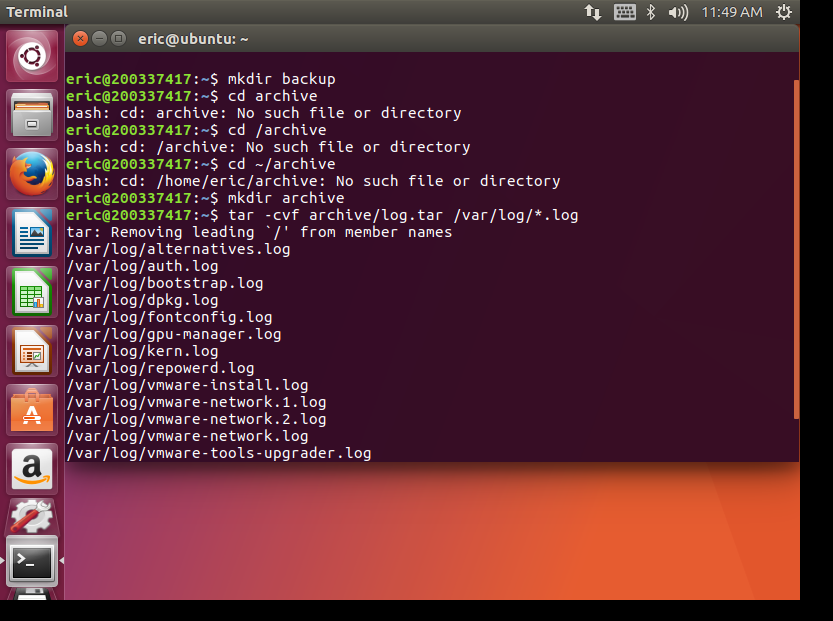 Terminal
11:49 AM
eric@ubuntu: ~
eric@200337417:~$ mkdir backup
eric@200337417:~$ cd archive
bash: cd: archive: No such file or directory
eric@200337417:~$ cd /archive
bash: cd: /archive: No such file or directory
eric@200337417:~$ cd ~/archive
bash: cd: /home/eric/archive: No such file or directory
eric@200337417:~$ mkdir archive
eric@200337417:~$ tar -cvf archive/log.tar /var/log/*.log
tar: Removing leading `/' from member names
/var/log/alternatives.log
/var/log/auth.log
/var/log/bootstrap.log
/var/log/dpkg.log
/var/log/fontconfig.log
/var/log/gpu-manager.log
/var/log/kern.log
/var/log/repowerd.log
/var/log/vmware-install.log
/var/log/vmware-network.1.log
/var/log/vmware-network.2.log
/var/log/vmware-network.log
/var/log/vmware-tools-upgrader.log